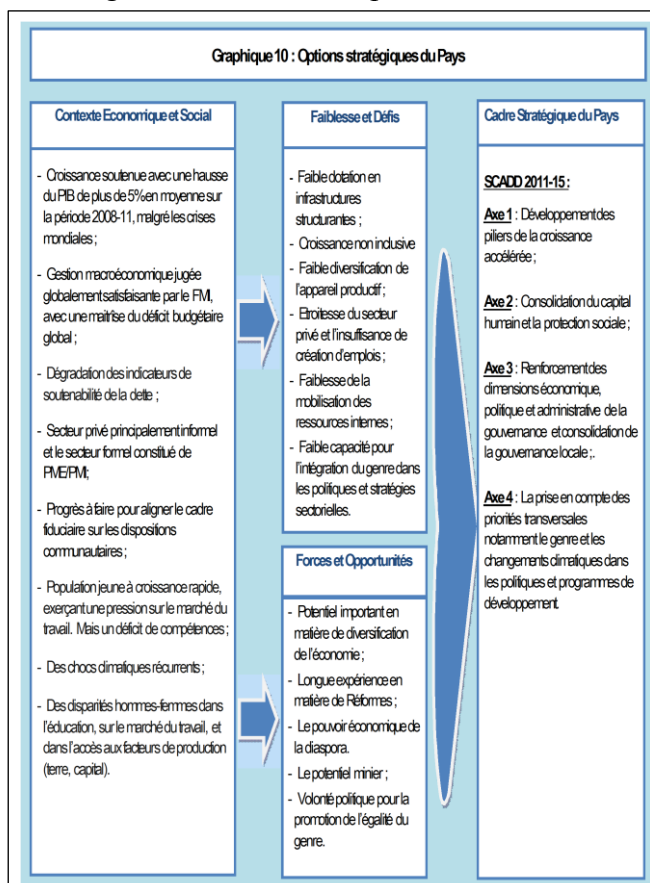 Graphique 10 : Options stratégiques du Pays
Contexte Economique et Social
- Croissance soutenue avec une hausse
du PIB de plus de 5% en moyenne sur
la période 2008-11, malgré les crises
mondiales ;
- Gestion macroéconomique jugée
globalement satisfaisante par le FMI,
avec une maitrise du déficit budgétaire
global ;
- Dégradation des indicateurs de
soutenabilité de la dette ;
- Secteur privé principalement informel
et le secteur formel constitué de
PME/PMI;
- Progrès à faire pour aligner le cadre
fiduciaire sur les dispositions
communautaires ;
- Population jeune à croissance rapide,
exerçant une pression sur le marché du
travail. Mais un déficit de compétences ;
- Des chocs climatiques récurrents ;
- Des disparités hommes-femmes dans
l'éducation, sur le marché du travail, et
dans l'accès aux facteurs de production
(terre, capital).
Faiblesse et Défis
- Faible dotation en
infrastructures
structurantes ;
- Croissance non inclusive
- Faible diversification de
l'appareil productif ;
- Etroitesse du secteur
privé et l'insuffisance de
création d'emplois ;
- Faiblesse de la
mobilisation des
ressources internes ;
- Faible capacité pour
l'intégration du genre dans
les politiques et stratégies
sectorielles.
Forces et Opportunités
- Potentiel important en
matière de diversification
de l'économie ;
- Longue expérience en
matière de Réformes ;
- Le pouvoir économique de
la diaspora.
- Le potentiel minier ;
- Volonté politique pour la
promotion de l'égalité du
genre.
Cadre Stratégique du Pays
SCADD 2011-15 :
Axe 1 : Développement des
piliers de la croissance
accélérée ;
Axe 2 : Consolidation du capital
humain et la protection sociale ;
Axe 3 : Renforcement des
dimensions économique,
politique et administrative de la
gouvernance et consolidation de
la gouvernance locale ;.
Axe 4 : La prise en compte des
priorités transversales
notamment le genre et les
changements climatiques dans
les politiques et programmes de
développement.